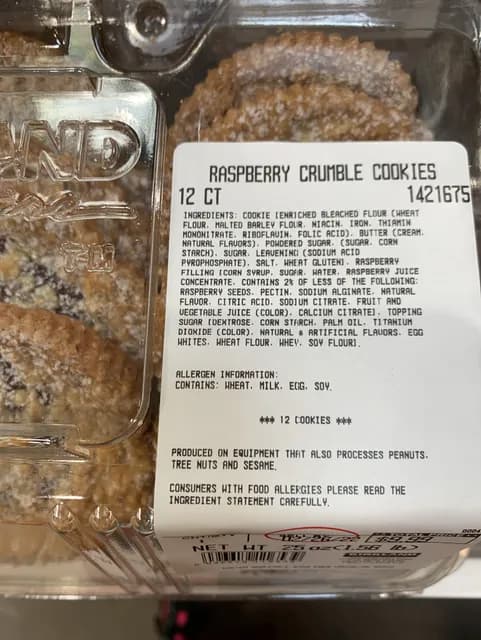 RASPBERRY CRUMBLE COOKIES
12 CT 1421675
INGREDIENTS: COOKIE [ENRICHED BLEACHED FLOUR (WHEAT
FLOUR, MALTED BARLEY FLOUR, NIACIN, IRON, THIAMIN
MONONITRATE, RIBOFLAVIN, FOLIC ACID), BUTTER (CREAM,
NATURAL FLAVORS), POWDERED SUGAR, (SUGAR, CORN
STARCH), SUGAR, LEAVENING (SODIUM ACID
PYROPHOSPHATE), SALT, WHEAT GLUTEN], RASPBERRY
FILLING [CORN SYRUP, SUGAR, WATER, RASPBERRY JUICE
CONCENTRATE, CONTAINS 2% OF LESS OF THE FOLLOWING:
RASPBERRY SEEDS, PECTIN, SODIUM ALGINATE, NATURAL
FLAVOR, CITRIC ACID, SODIUM CITRATE, FRUIT AND
VEGETABLE JUICE (COLOR), CALCIUM CITRATE], TOPPING
SUGAR [DEXTROSE, CORN STARCH, PALM OIL, TITANIUM
DIOXIDE (COLOR), NATURAL & ARTIFICIAL FLAVORS, EGG
WHITES, WHEAT FLOUR, WHEY, SOY FLOUR].
ALLERGEN INFORMATION:
CONTAINS: WHEAT, MILK, EGG, SOY.
*** 12 COOKIES ***
PRODUCED ON EQUIPMENT THAT ALSO PROCESSES PEANUTS,
TREE NUTS AND SESAME.
CONSUMERS WITH FOOD ALLERGIES PLEASE READ THE
INGREDIENT STATEMENT CAREFULLY.
NET WT 25 oz (1.56 lb)